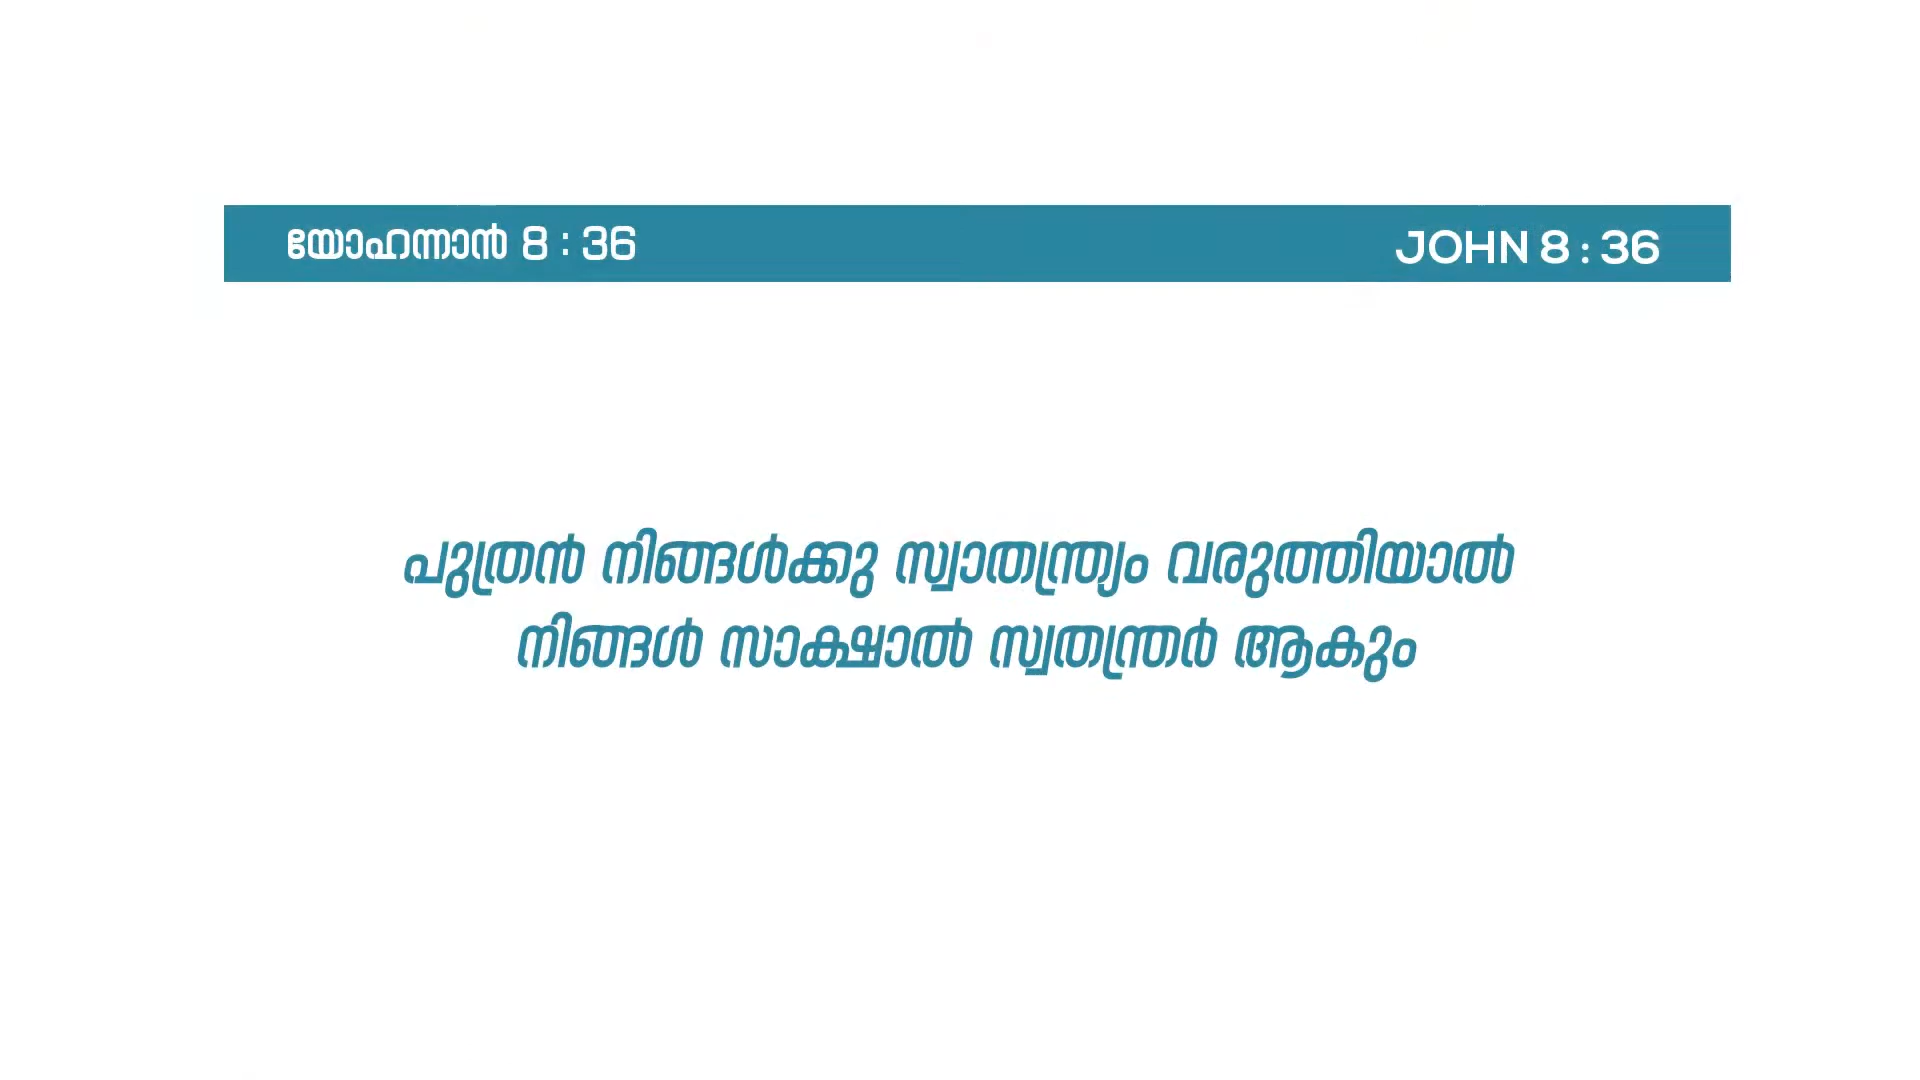 യോഹന്നാൻ 8 : 36
JOHN 8 : 36
പുത്രൻ നിങ്ങൾക്കു സ്വാതന്ത്ര്യം വരുത്തിയാൽ
നിങ്ങൾ സാക്ഷാൽ സ്വതന്ത്രർ ആകും